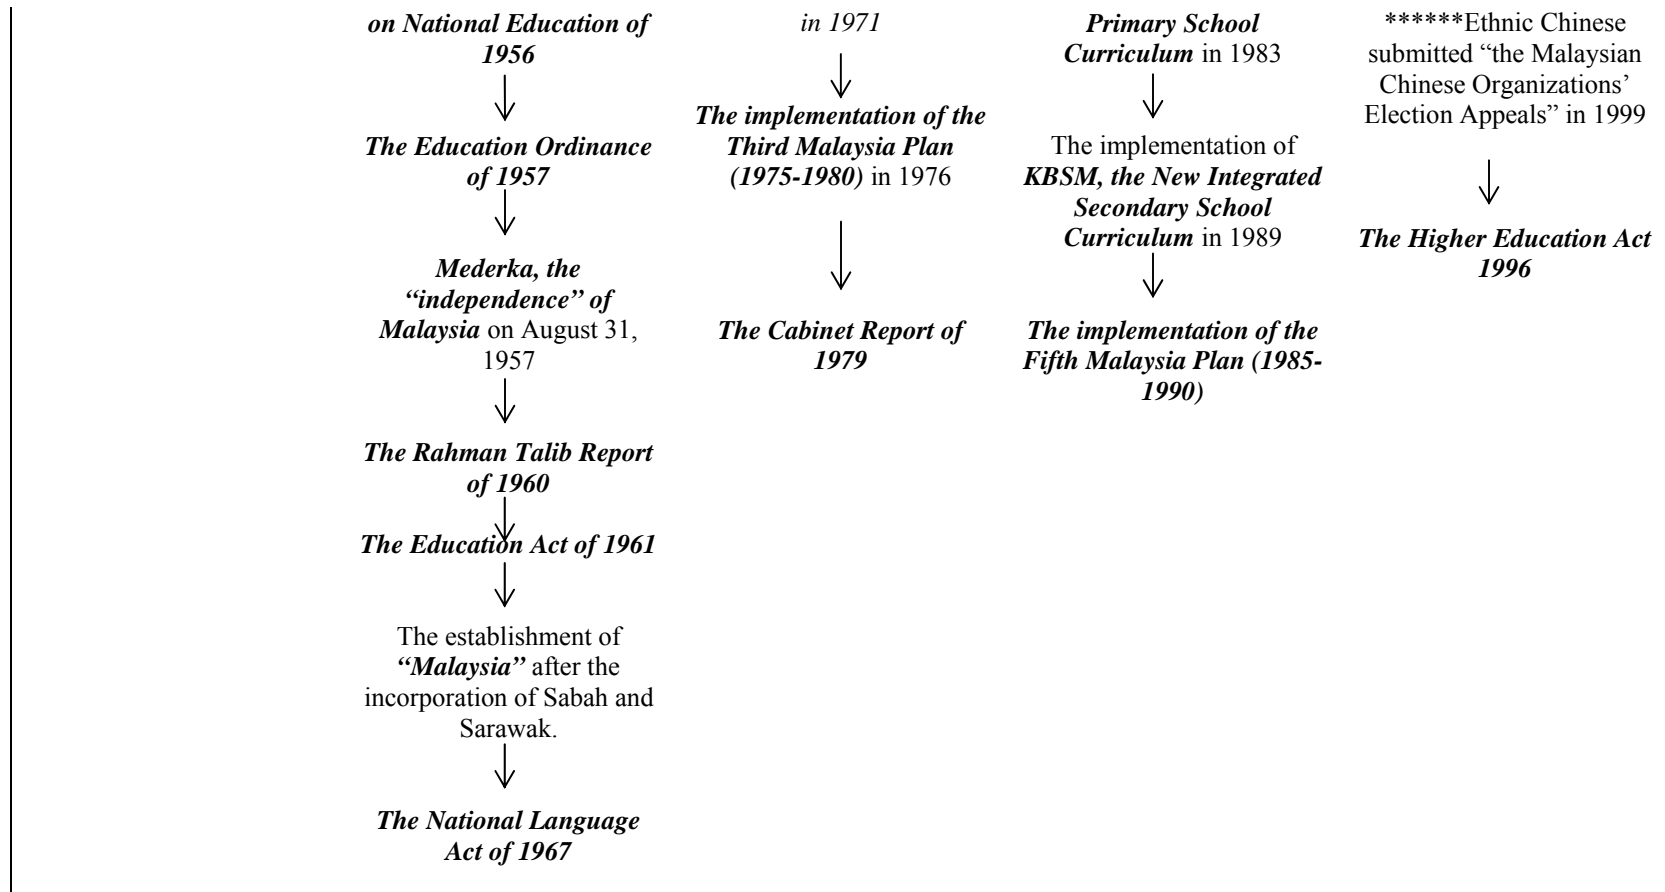 on National Education of
1956
The Education Ordinance
of 1957
Mederka, the
“independence” of
Malaysia on August 31,
1957
The Rahman Talib Report
of 1960
The Education Act of 1961
The establishment of
“Malaysia” after the
incorporation of Sabah and
Sarawak.
The National Language
Act of 1967
in 1971
The implementation of the
Third Malaysia Plan
(1975-1980) in 1976
The Cabinet Report of
1979
Primary School
Curriculum in 1983
The implementation of
KBSM, the New Integrated
Secondary School
Curriculum in 1989
The implementation of the
Fifth Malaysia Plan (1985-
1990)
******Ethnic Chinese
submitted “the Malaysian
Chinese Organizations’
Election Appeals” in 1999
The Higher Education Act
1996